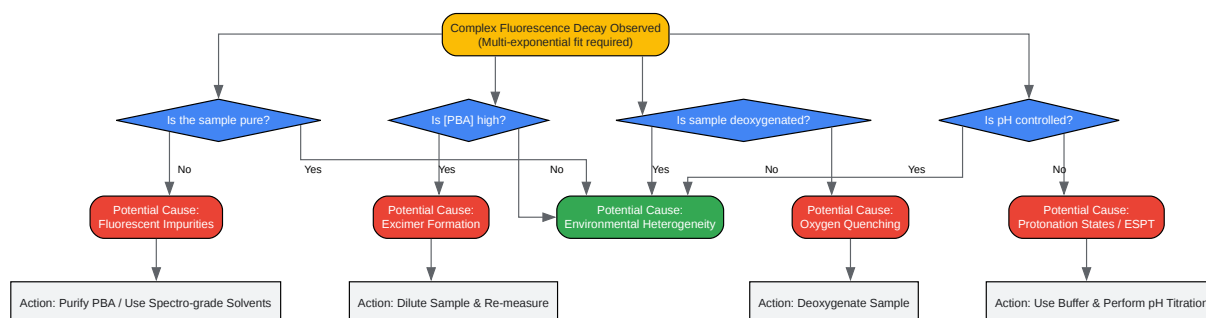 Complex Fluorescence Decay Observed
(Multi-exponential fit required)
Is the sample pure?
Is [PBA] high?
Is sample deoxygenated?
Is pH controlled?
No
Yes
Yes
No
Yes
No
Yes
No
Potential Cause:
Fluorescent Impurities
Potential Cause:
Excimer Formation
Potential Cause:
Environmental Heterogeneity
Potential Cause:
Oxygen Quenching
Potential Cause:
Protonation States / ESPT
Action: Purify PBA / Use Spectro-grade Solvents
Action: Dilute Sample & Re-measure
Action: Deoxygenate Sample
Action: Use Buffer & Perform pH Titration